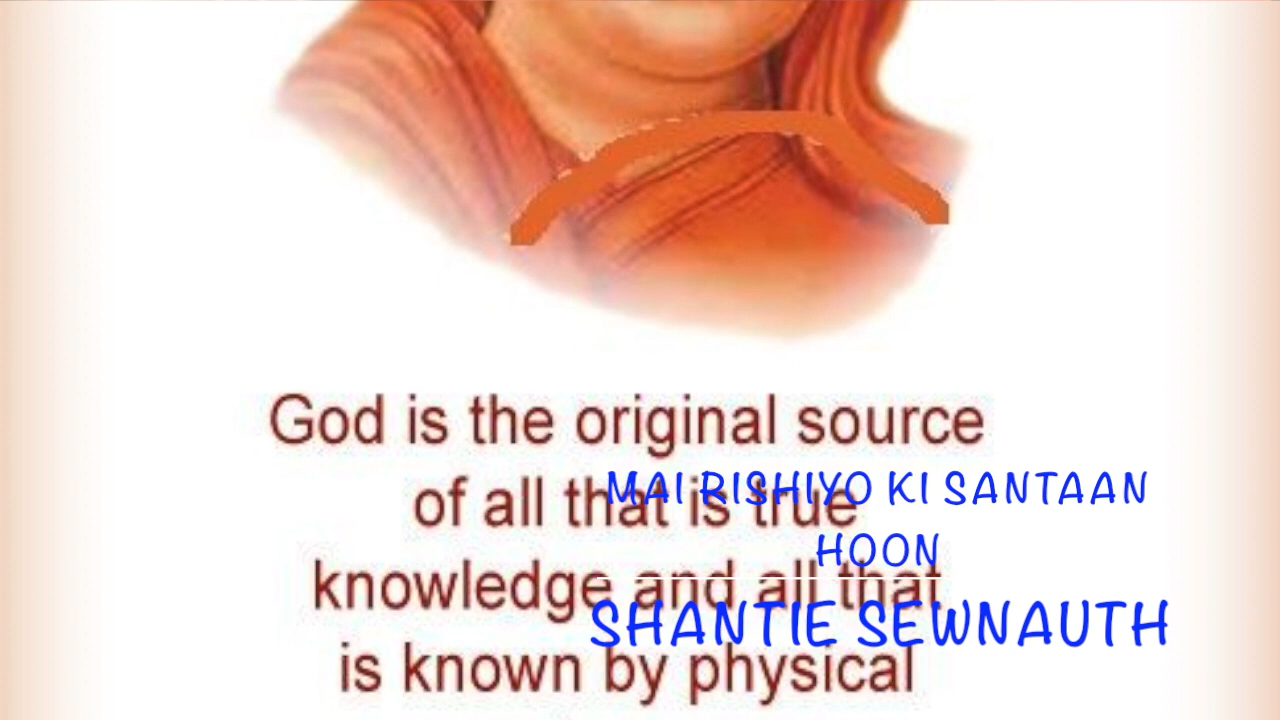 God is the original source
of all that is true
knowledge and all that
is known by physical
MAI RISHIYO KI SANTAAN
HOON
SHANTIE SEWNAUTH